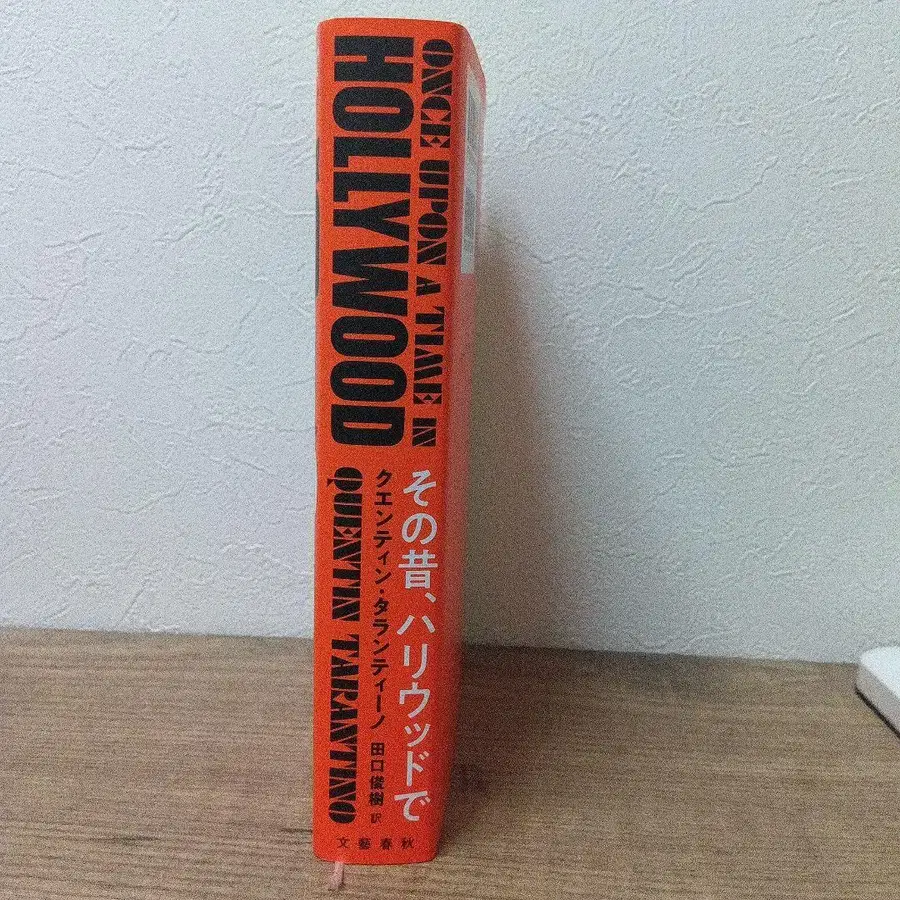 ONCE UPON A TIME IN
HOLLYWOOD
その昔、ハリウッドで
クエンティン・タランティーノ 田口俊樹 訳
QUENTIN TARANTINO
文藝春秋